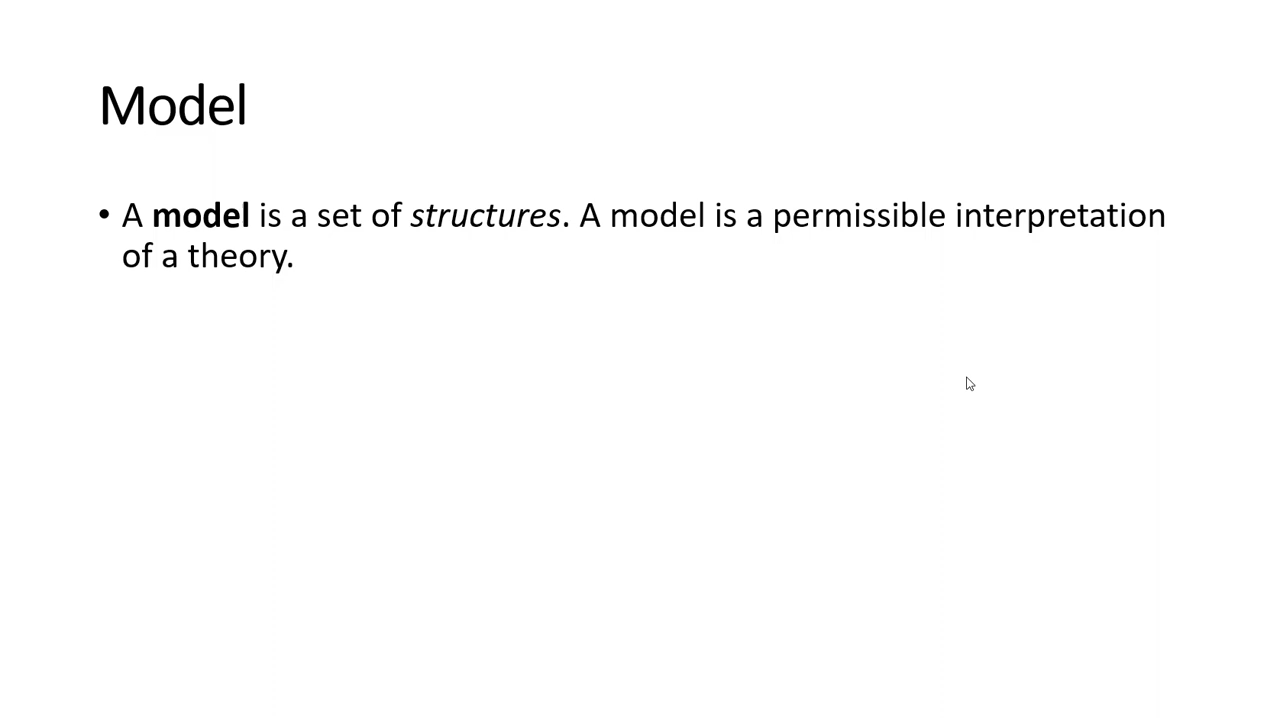 Model
• A model is a set of structures. A model is a permissible interpretation
of a theory.